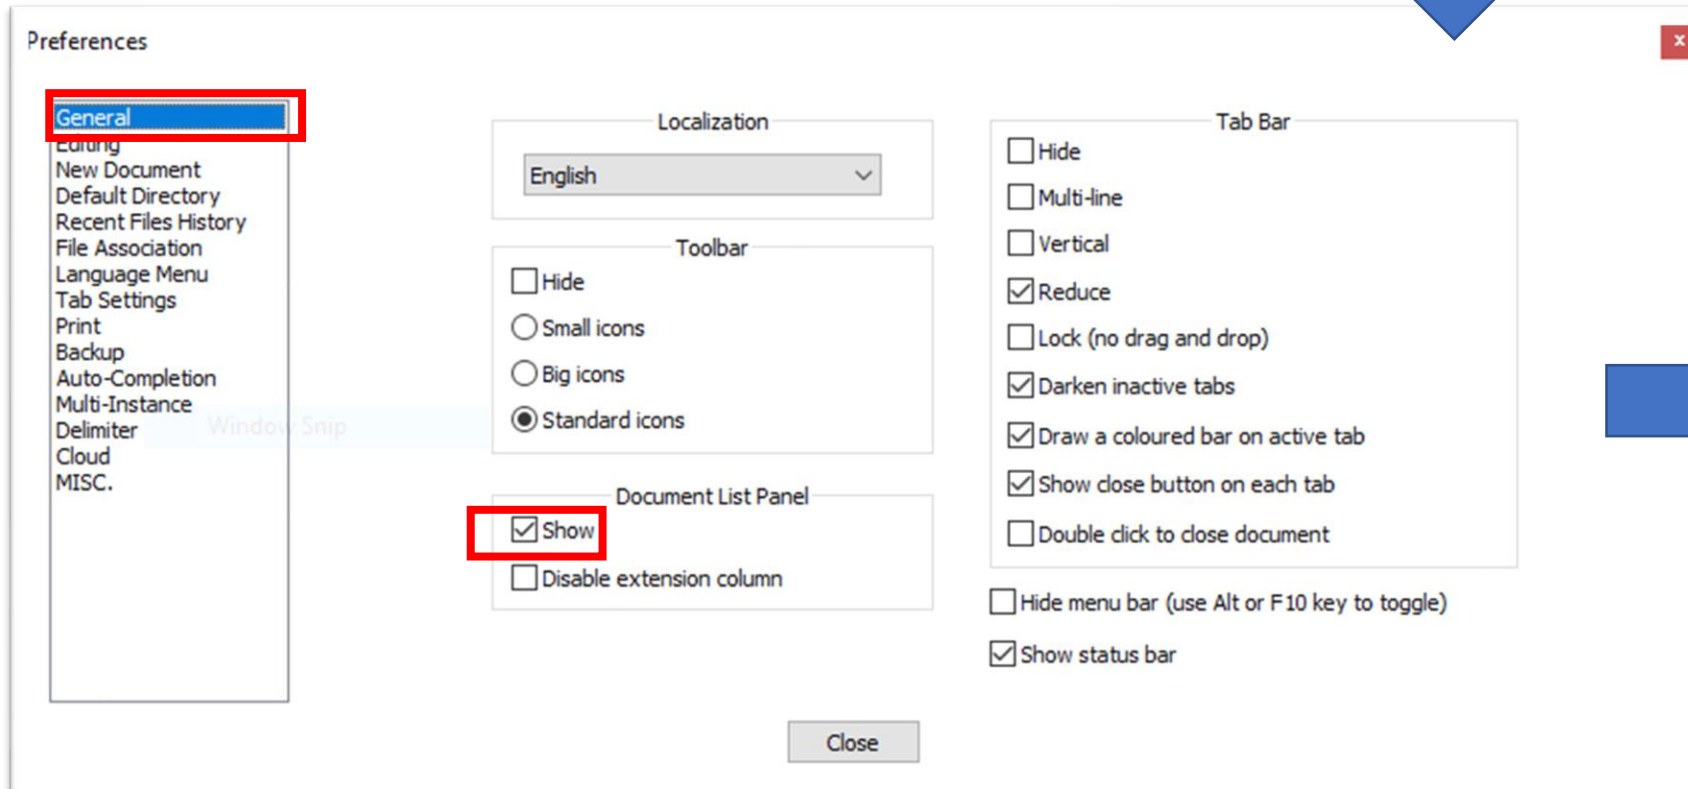 Preferences
x
General
Editing
New Document
Default Directory
Recent Files History
File Association
Language Menu
Tab Settings
Print
Backup
Auto-Completion
Multi-Instance
Delimiter
Cloud
MISC.
Window Snip
Localization
English
Toolbar
Hide
Small icons
Big icons
Standard icons
Document List Panel
Show
Disable extension column
Tab Bar
Hide
Multi-line
Vertical
Reduce
Lock (no drag and drop)
Darken inactive tabs
Draw a coloured bar on active tab
Show close button on each tab
Double click to close document
Hide menu bar (use Alt or F10 key to toggle)
Show status bar
Close